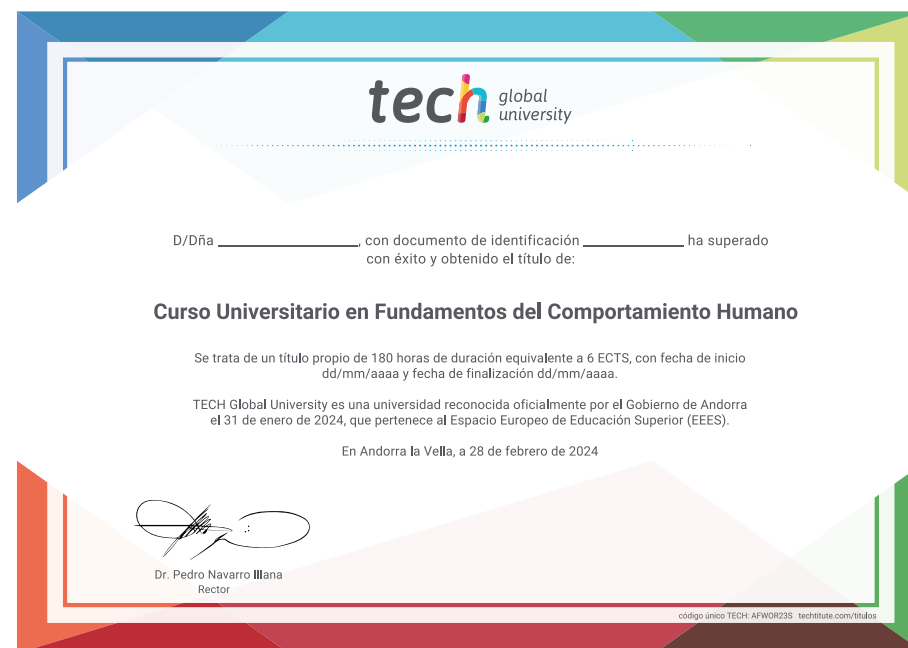 tech global university
D/Dña ____________, con documento de identificación ____________ ha superado
con éxito y obtenido el título de:
Curso Universitario en Fundamentos del Comportamiento Humano
Se trata de un título propio de 180 horas de duración equivalente a 6 ECTS, con fecha de inicio
dd/mm/aaaa y fecha de finalización dd/mm/aaaa.
TECH Global University es una universidad reconocida oficialmente por el Gobierno de Andorra
el 31 de enero de 2024, que pertenece al Espacio Europeo de Educación Superior (EEES).
En Andorra la Vella, a 28 de febrero de 2024
Dr. Pedro Navarro Illana
Rector
código único TECH: AFWOR23S techtitute.com/titulos